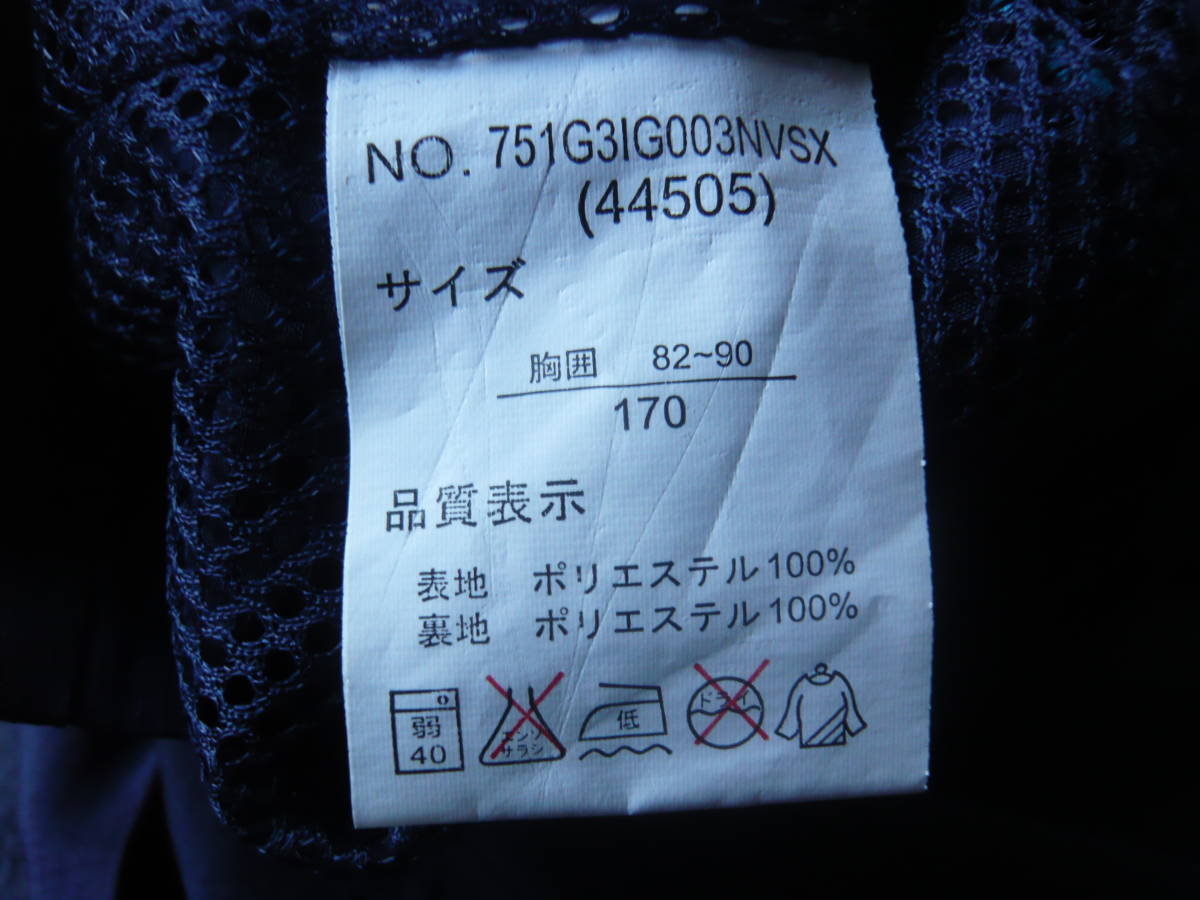 NO. 751G3IG003NVSX
(44505)
サイズ
胸囲 82~90
170
品質表示
表地 ポリエステル100%
裏地 ポリエステル100%
弱
40
エンソ
サラシ
低
ドライ